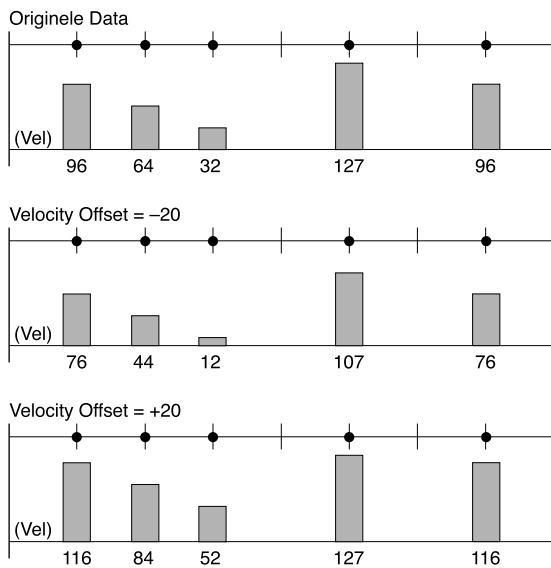 Originele Data
(Vel)
96 64 32 127 96
Velocity Offset = –20
(Vel)
76 44 12 107 76
Velocity Offset = +20
(Vel)
116 84 52 127 116